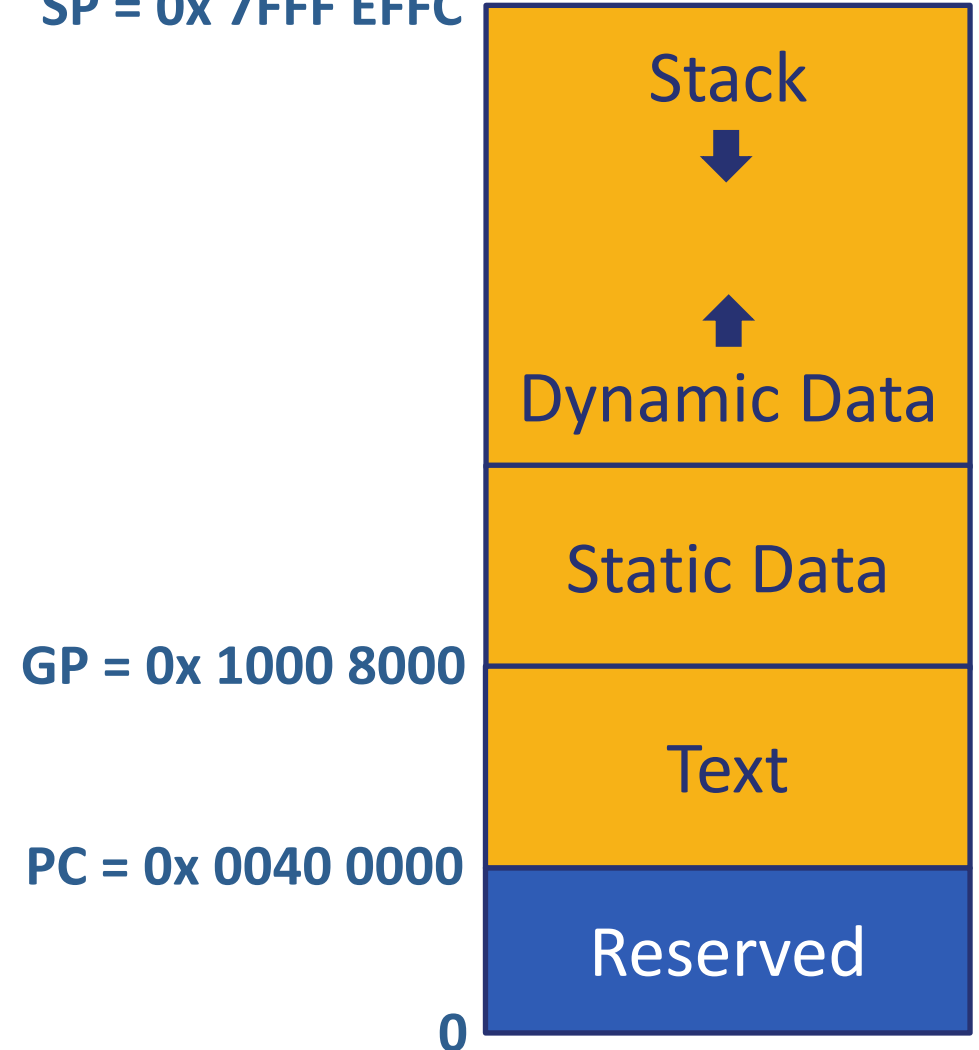 SP = 0x 7FFF EFFC
Stack
Dynamic Data
Static Data
GP = 0x 1000 8000
Text
PC = 0x 0040 0000
Reserved
0